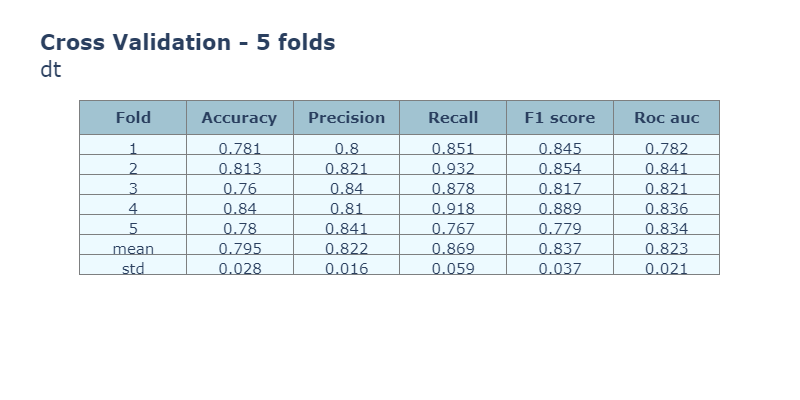 Cross Validation - 5 folds
dt
Fold Accuracy Precision Recall F1 score Roc auc
1 0.781 0.8 0.851 0.845 0.782
2 0.813 0.821 0.932 0.854 0.841
3 0.76 0.84 0.878 0.817 0.821
4 0.84 0.81 0.918 0.889 0.836
5 0.78 0.841 0.767 0.779 0.834
mean 0.795 0.822 0.869 0.837 0.823
std 0.028 0.016 0.059 0.037 0.021